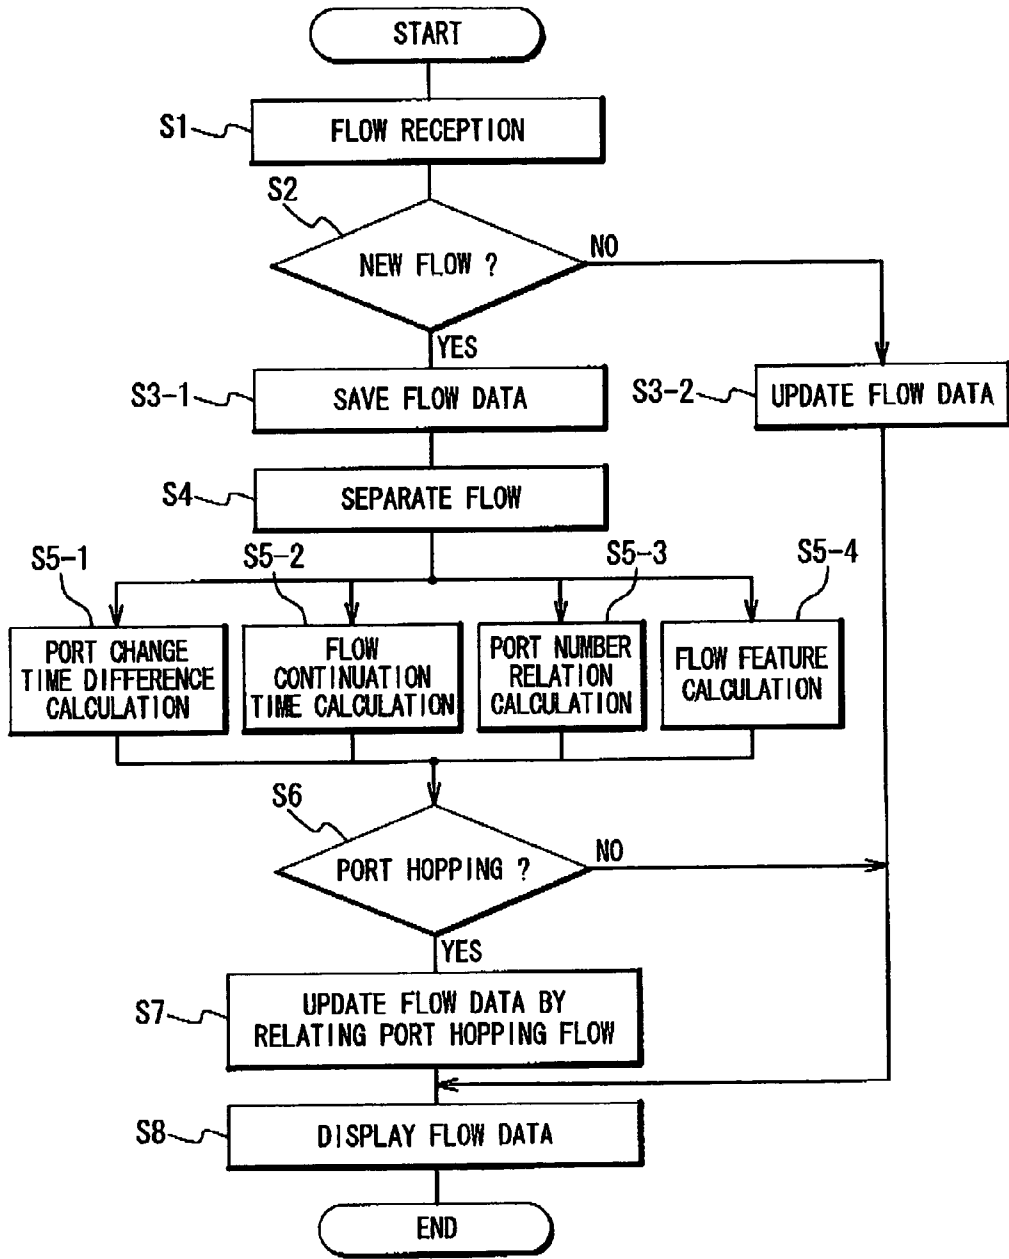 START
S1
FLOW RECEPTION
S2
NEW FLOW ?
NO
YES
S3-1
SAVE FLOW DATA
S3-2
UPDATE FLOW DATA
S4
SEPARATE FLOW
S5-1
S5-2
S5-3
S5-4
PORT CHANGE
TIME DIFFERENCE
CALCULATION
FLOW
CONTINUATION
TIME CALCULATION
PORT NUMBER
RELATION
CALCULATION
FLOW FEATURE
CALCULATION
S6
PORT HOPPING ?
NO
YES
S7
UPDATE FLOW DATA BY
RELATING PORT HOPPING FLOW
S8
DISPLAY FLOW DATA
END